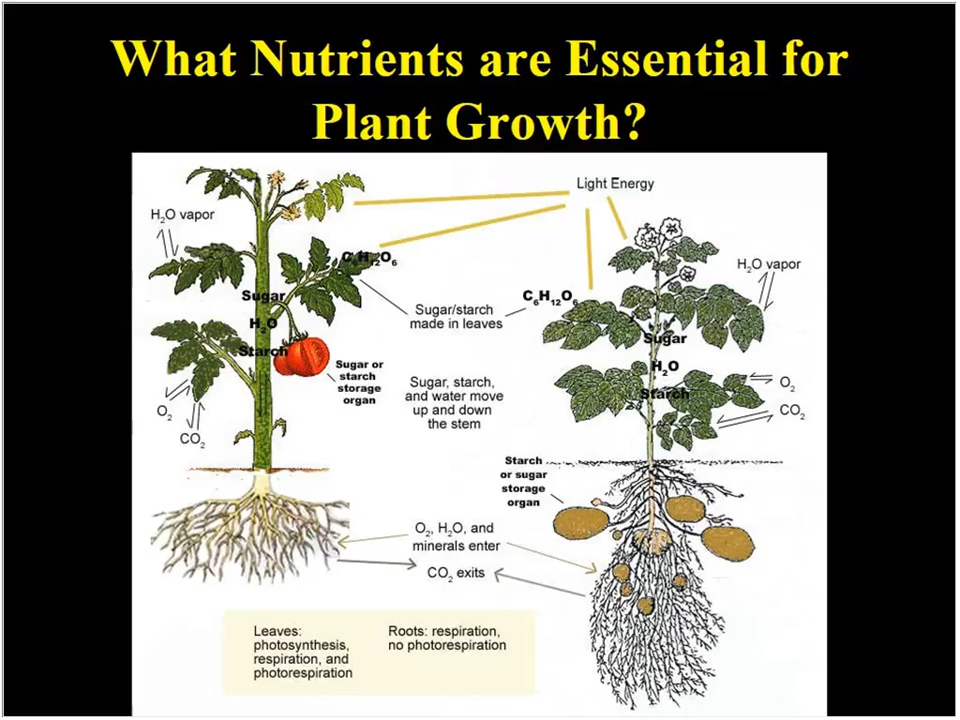 What Nutrients are Essential for
Plant Growth?
Light Energy
H₂O vapor
C₆H₁₂O₆
Sugar
H₂O
Starch
Sugar/starch
made in leaves
C₆H₁₂O₆
H₂O vapor
Sugar
H₂O
Starch
Sugar or
starch
storage
organ
Sugar, starch,
and water move
up and down
the stem
O₂
CO₂
O₂
CO₂
Starch
or sugar
storage
organ
O₂, H₂O, and
minerals enter
CO₂ exits
Leaves:
photosynthesis,
respiration, and
photorespiration
Roots: respiration,
no photorespiration